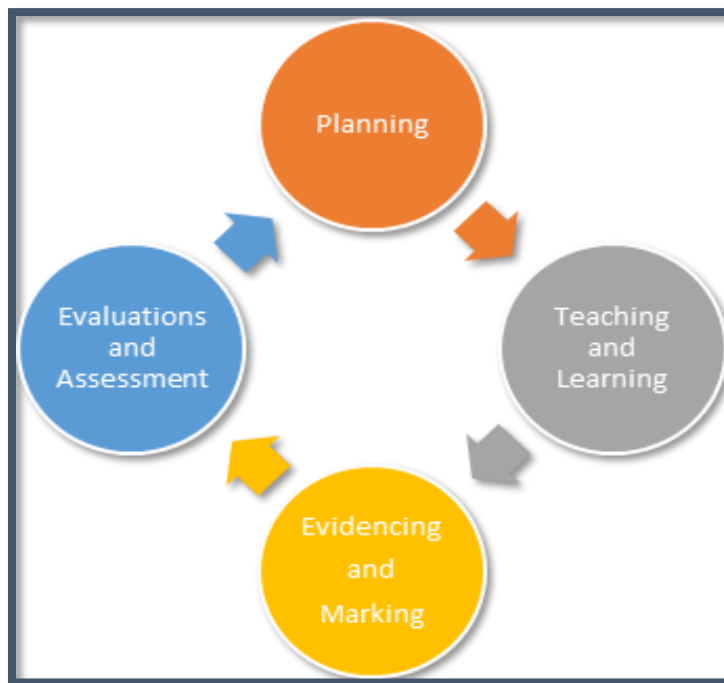 Planning
Teaching
and
Learning
Evidencing
and
Marking
Evaluations
and
Assessment